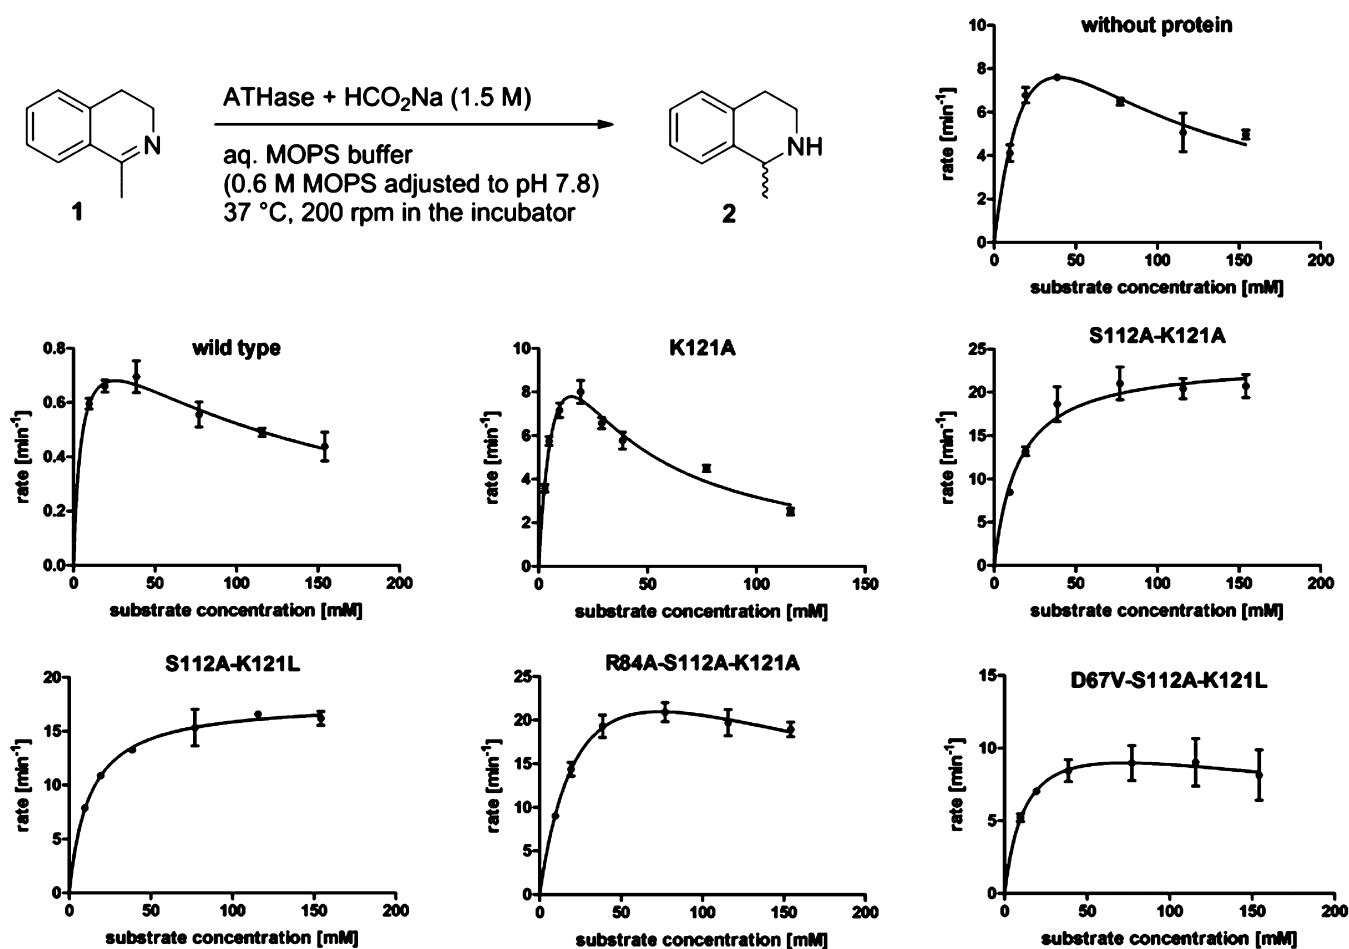 ATHase + HCO₂Na (1.5 M)
aq. MOPS buffer
(0.6 M MOPS adjusted to pH 7.8)
37 °C, 200 rpm in the incubator
N
1
NH
2
without protein
10
8
6
4
2
0
rate [min⁻¹]
0 50 100 150 200
substrate concentration [mM]
wild type
0.8
0.6
0.4
0.2
0.0
rate [min⁻¹]
0 50 100 150 200
substrate concentration [mM]
K121A
10
8
6
4
2
0
rate [min⁻¹]
0 50 100 150
substrate concentration [mM]
S112A-K121A
25
20
15
10
5
0
rate [min⁻¹]
0 50 100 150 200
substrate concentration [mM]
S112A-K121L
20
15
10
5
0
rate [min⁻¹]
0 50 100 150 200
substrate concentration [mM]
R84A-S112A-K121A
25
20
15
10
5
0
rate [min⁻¹]
0 50 100 150 200
substrate concentration [mM]
D67V-S112A-K121L
15
10
5
0
rate [min⁻¹]
0 50 100 150 200
substrate concentration [mM]